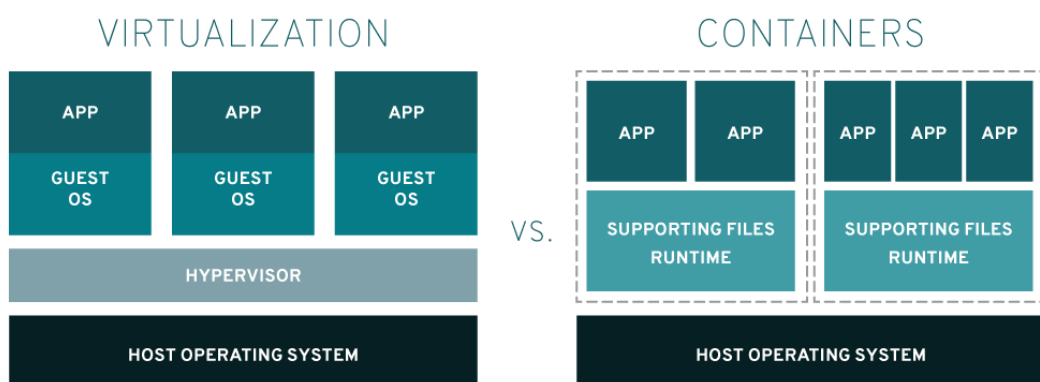 VIRTUALIZATION
APP
GUEST
OS
APP
GUEST
OS
APP
GUEST
OS
HYPERVISOR
HOST OPERATING SYSTEM
VS.
CONTAINERS
APP
APP
SUPPORTING FILES
RUNTIME
APP
APP
APP
SUPPORTING FILES
RUNTIME
HOST OPERATING SYSTEM